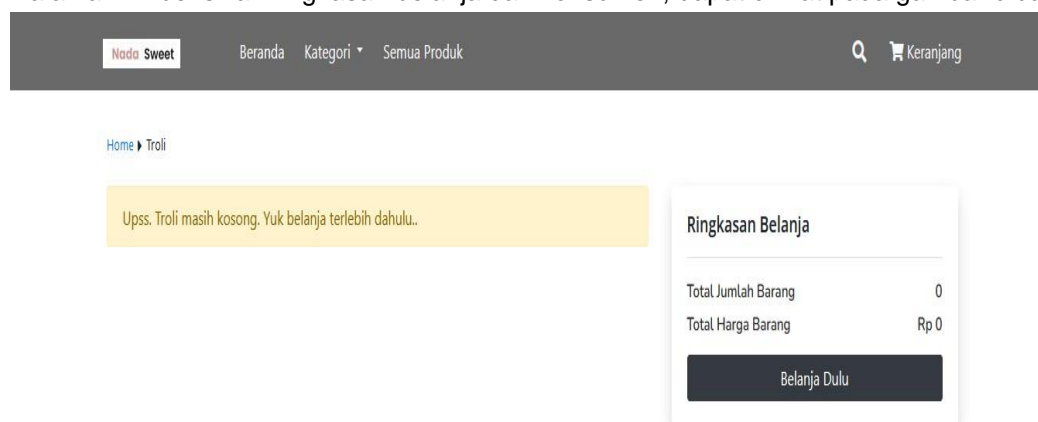 Nada Sweet Beranda Kategori Semua Produk Keranjang
Home Troli
Upss. Troli masih kosong. Yuk belanja terlebih dahulu..
Ringkasan Belanja
Total Jumlah Barang 0
Total Harga Barang Rp 0
Belanja Dulu